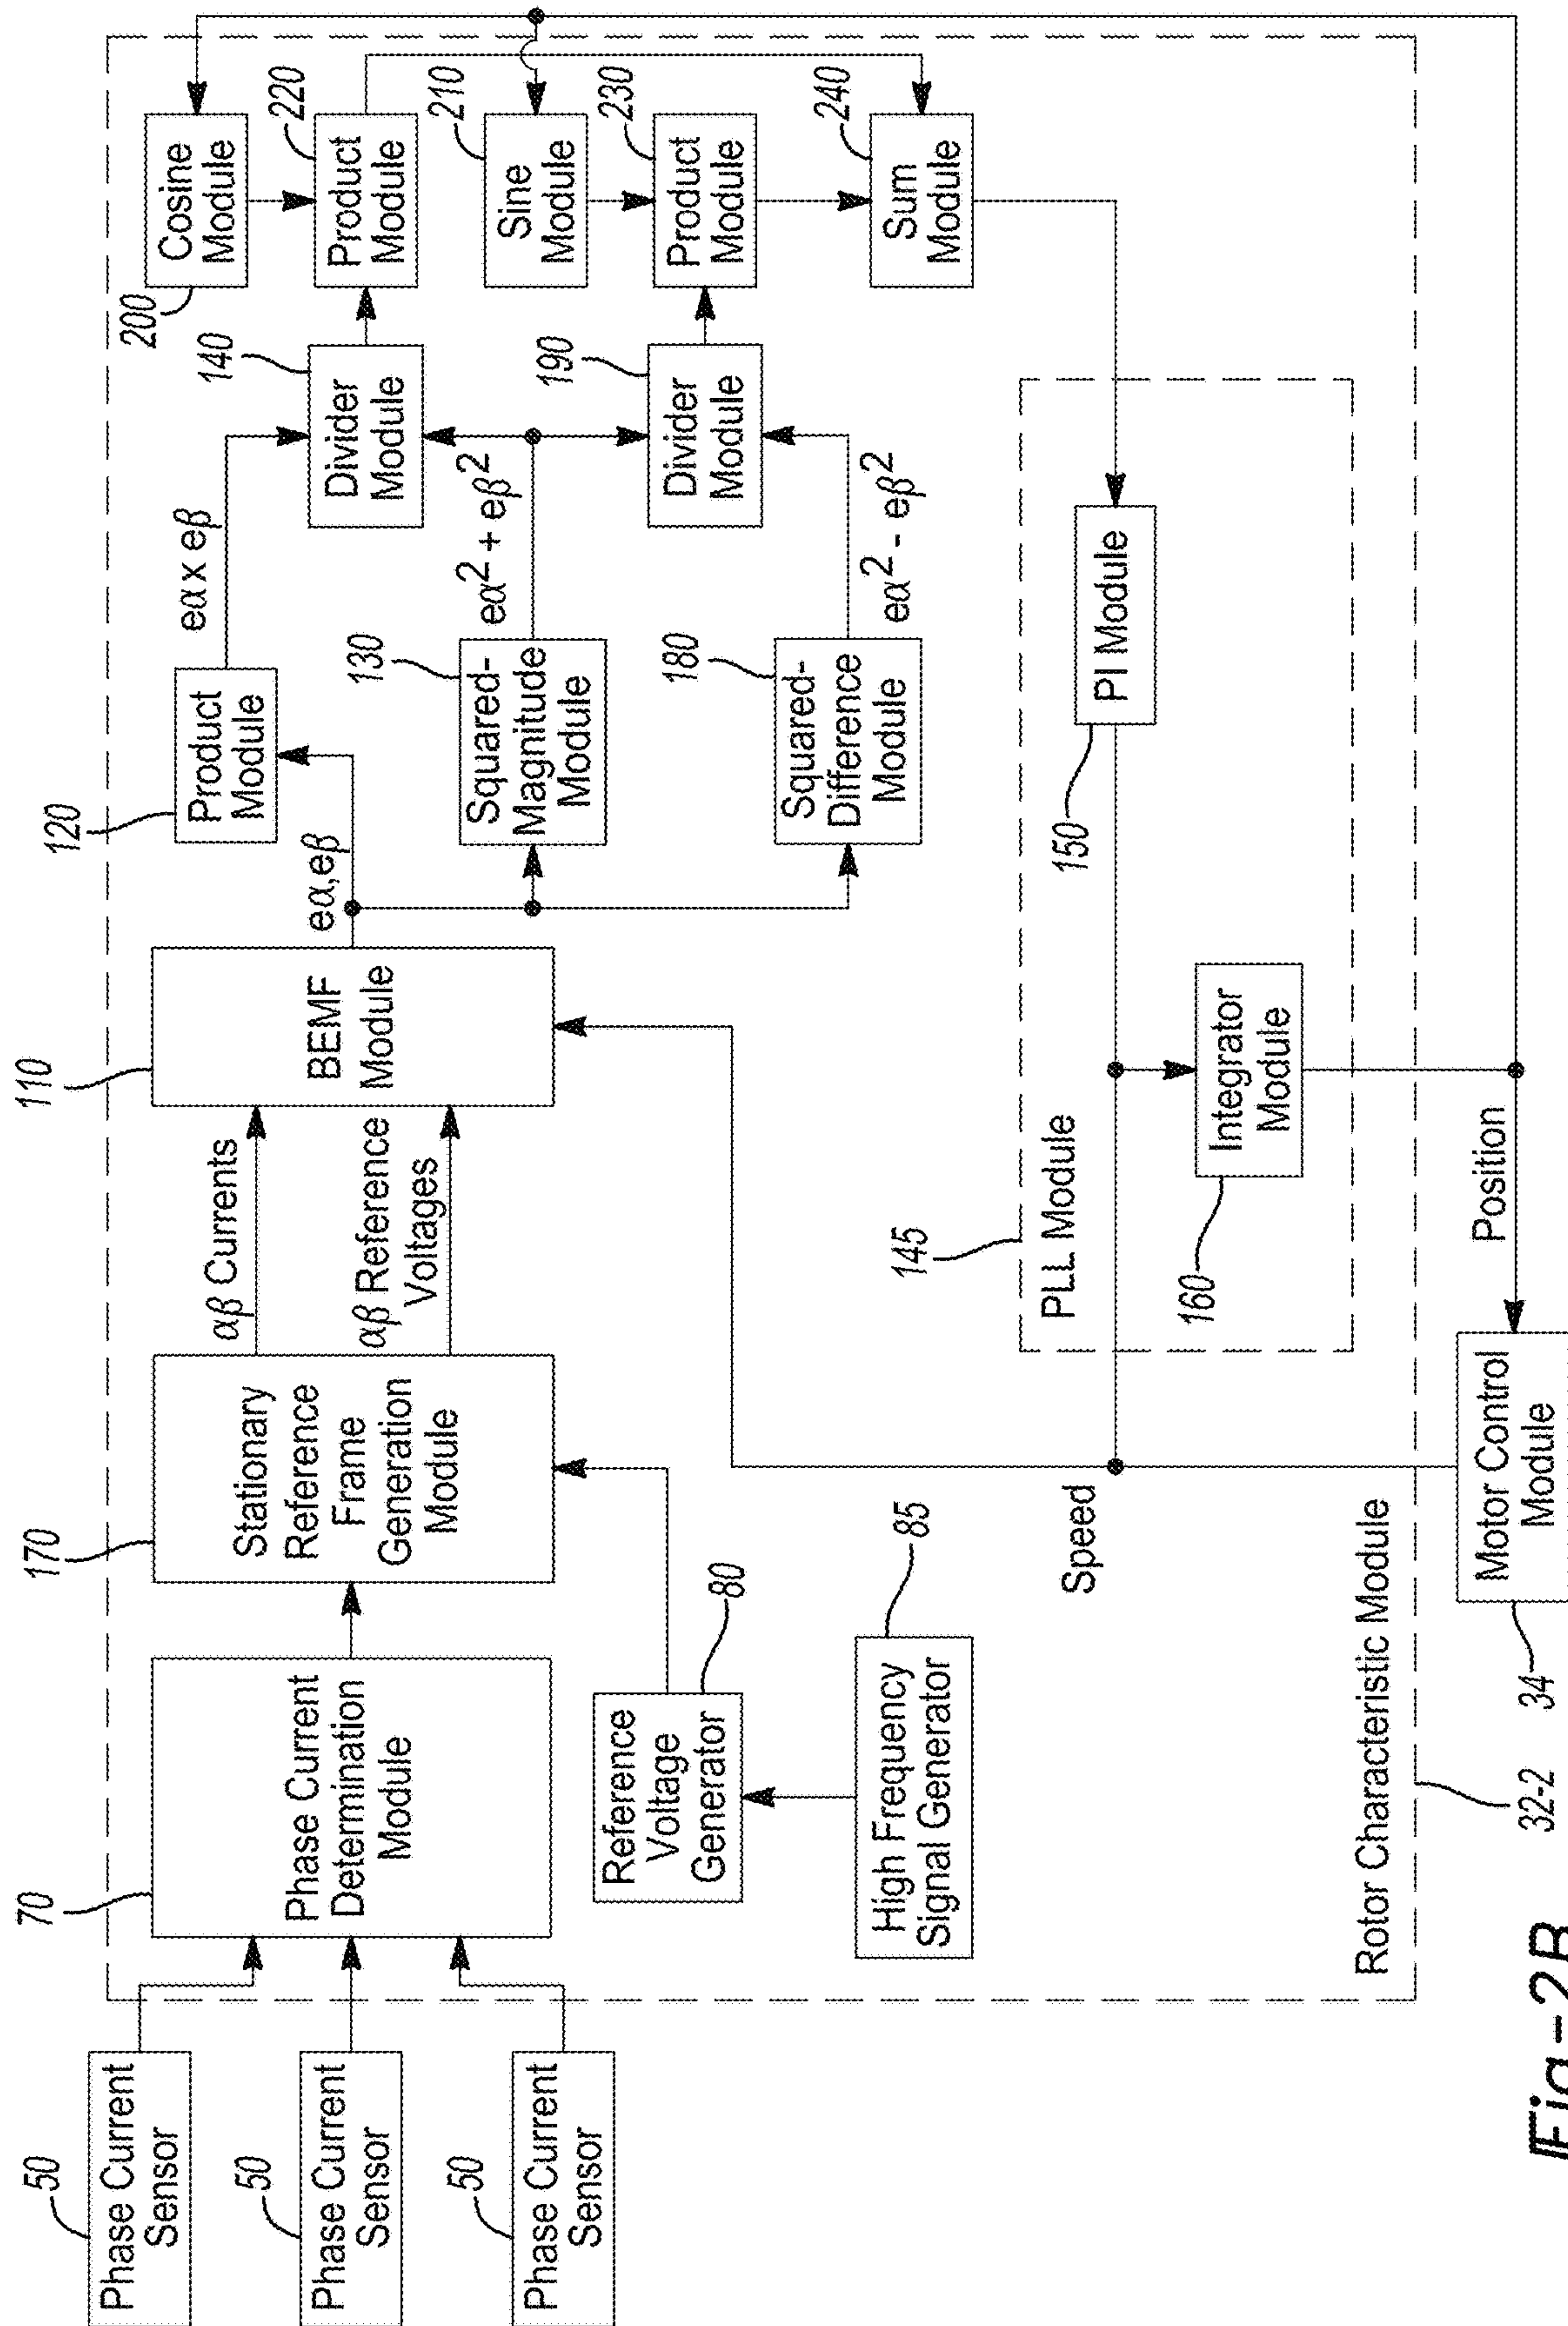 50
Phase Current
Sensor
50
Phase Current
Sensor
50
Phase Current
Sensor
70
Phase Current
Determination
Module
Reference
Voltage
Generator
80
High Frequency
Signal Generator
85
170
Stationary
Reference
Frame
Generation
Module
αβ Currents
αβ Reference
Voltages
110
BEMF
Module
eα,eβ
120
Product
Module
eα x eβ
130
Squared-
Magnitude
Module
eα² + eβ²
180
Squared-
Difference
Module
eα² - eβ²
140
Divider
Module
190
Divider
Module
200
Cosine
Module
220
Product
Module
210
Sine
Module
230
Product
Module
240
Sum
Module
145
PLL Module
150
PI Module
160
Integrator
Module
Speed
Position
Rotor Characteristic Module
32-2
34
Motor Control
Module
Fig-2B